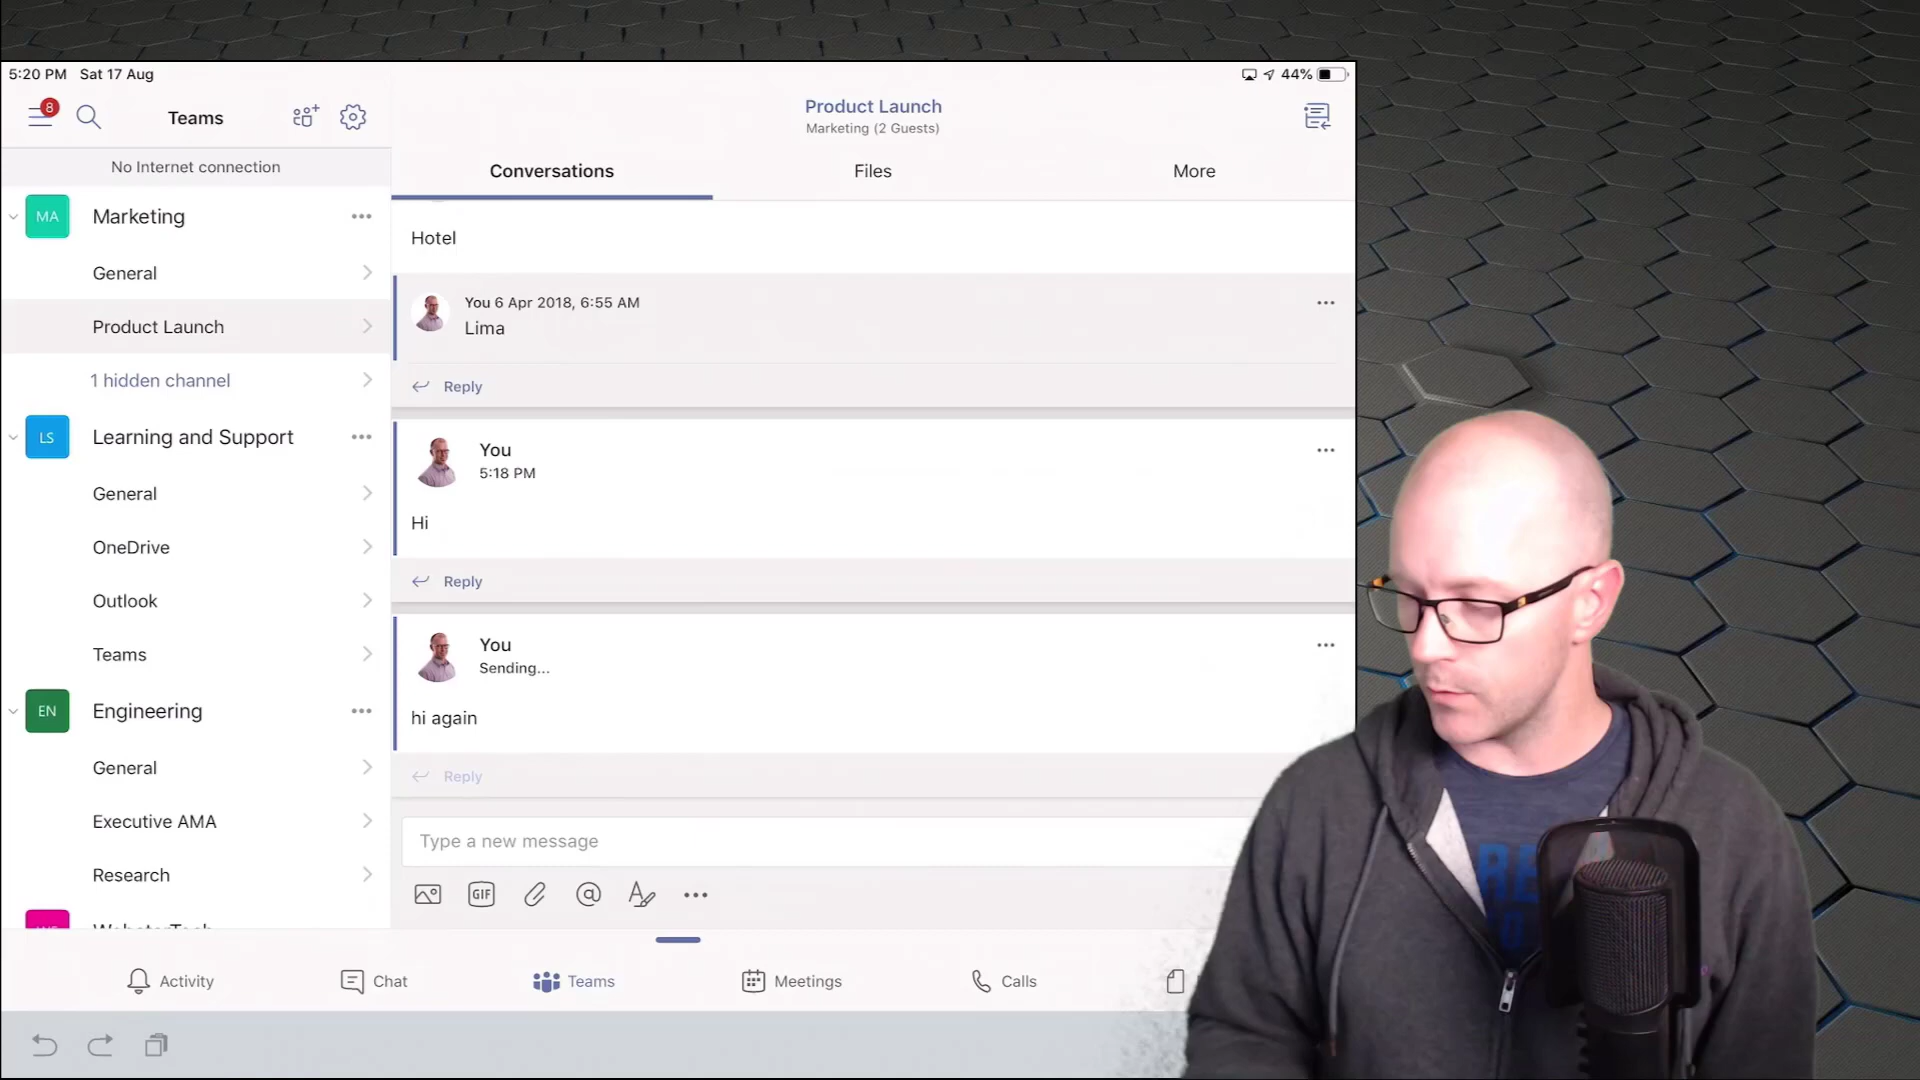 5:20 PM Sat 17 Aug
44%
8
Teams
No Internet connection
MA Marketing
General
Product Launch
1 hidden channel
LS Learning and Support
General
OneDrive
Outlook
Teams
EN Engineering
General
Executive AMA
Research
Product Launch
Marketing (2 Guests)
Conversations Files More
Hotel
You 6 Apr 2018, 6:55 AM
Lima
Reply
You
5:18 PM
Hi
Reply
You
Sending...
hi again
Reply
Type a new message
GIF
Activity Chat Teams Meetings Calls